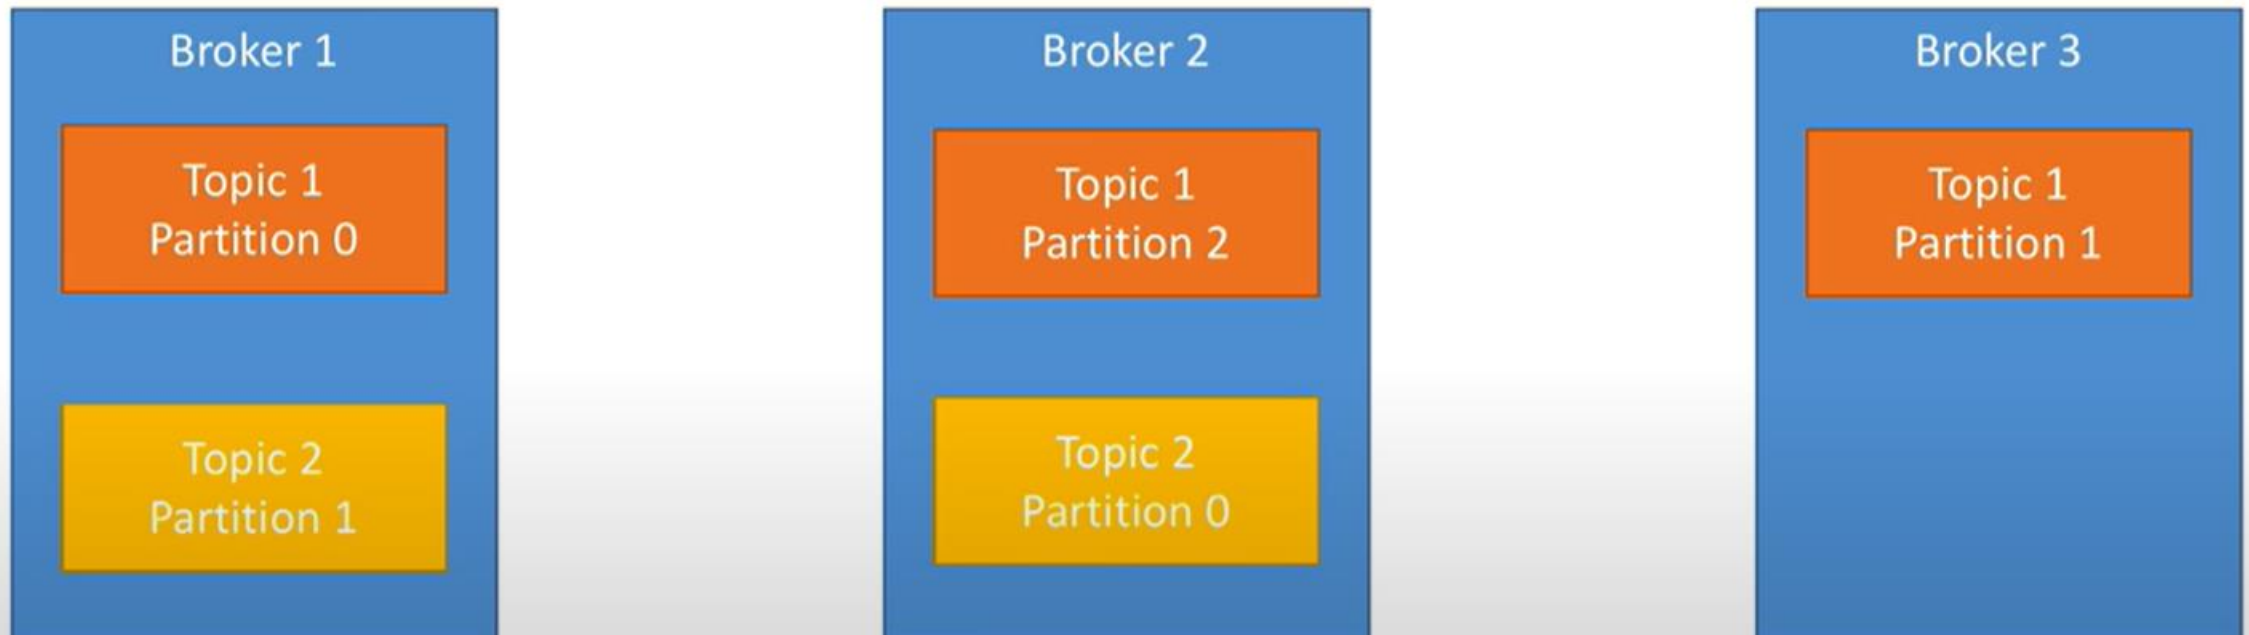 Broker 1
Topic 1
Partition 0
Topic 2
Partition 1
Broker 2
Topic 1
Partition 2
Topic 2
Partition 0
Broker 3
Topic 1
Partition 1